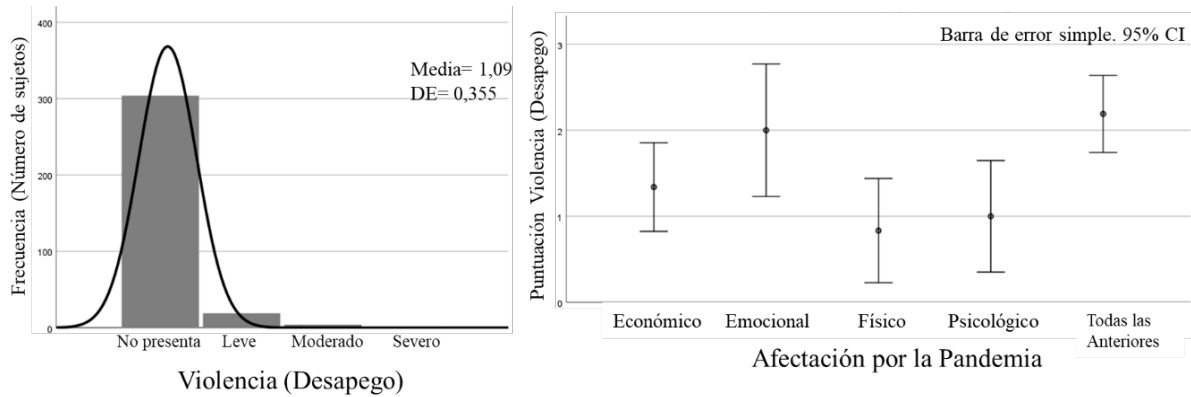 Frecuencia (Número de sujetos)
400
300
200
100
0
Media= 1,09
DE= 0,355
No presenta Leve Moderado Severo
Violencia (Desapego)
Puntuación Violencia (Desapego)
3
2
1
0
Barra de error simple. 95% CI
Económico Emocional Físico Psicológico Todas las
Anteriores
Afectación por la Pandemia